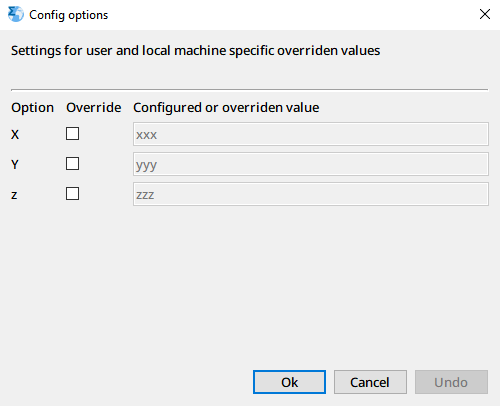 Config options
Settings for user and local machine specific overriden values
Option Override Configured or overriden value
X xxx
Y yyy
z zzz
Ok Cancel Undo